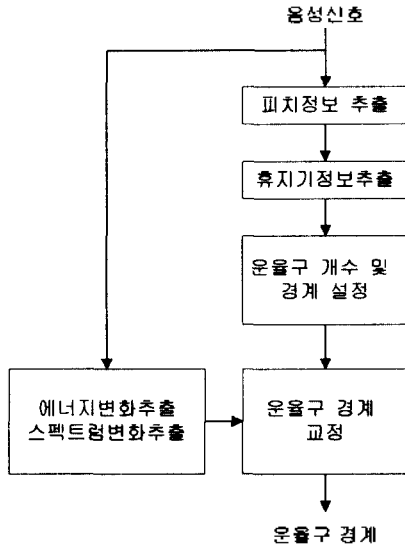 음성신호
피치정보 추출
휴지기정보추출
운율구 개수 및
경계 설정
에너지변화추출
스펙트럼변화추출
운율구 경계
교정
운율구 경계